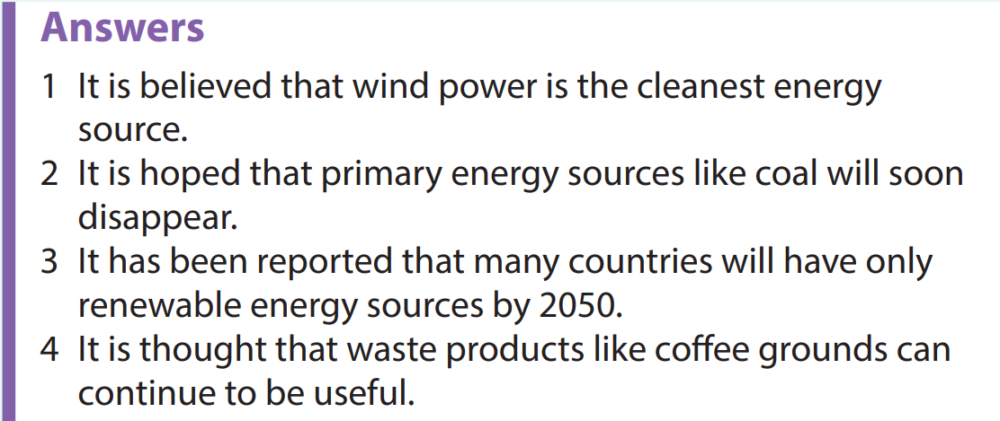 Answers
1 It is believed that wind power is the cleanest energy
source.
2 It is hoped that primary energy sources like coal will soon
disappear.
3 It has been reported that many countries will have only
renewable energy sources by 2050.
4 It is thought that waste products like coffee grounds can
continue to be useful.